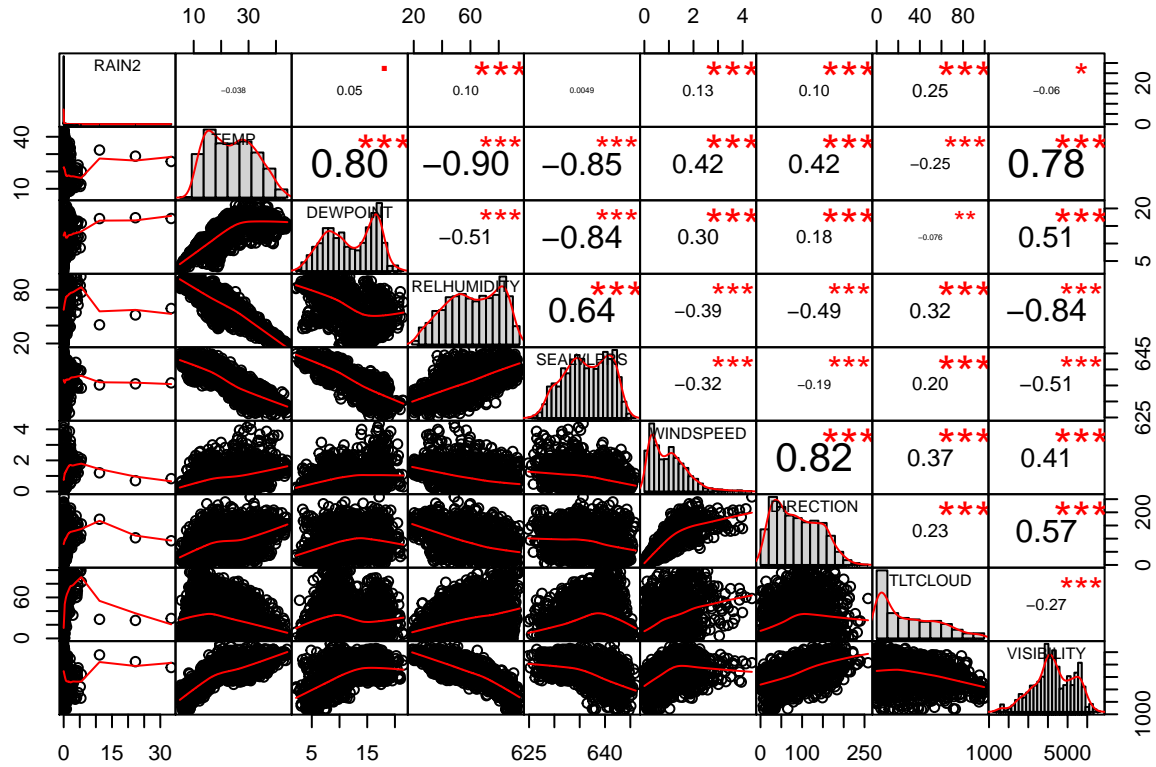 10 30 20 60 0 2 4 0 40 80
RAIN2 −0.038 0.05 . 0.10 *** 0.0049 0.13 *** 0.10 *** 0.25 *** −0.06 * 0 20
10 40 TEMP 0.80 *** −0.90 *** −0.85 *** 0.42 *** 0.42 *** −0.25 *** 0.78 ***
DEWPOINT −0.51 *** −0.84 *** 0.30 *** 0.18 *** −0.076 ** 0.51 *** 5 20
20 80 RELHUMIDITY 0.64 *** −0.39 *** −0.49 *** 0.32 *** −0.84 ***
−0.32 *** −0.19 *** 0.20 *** −0.51 *** 625 645
0 2 4 WINDSPEED 0.82 *** 0.37 *** 0.41 ***
DIRECTION 0.23 *** 0.57 *** 0 200
0 60 TLTCLOUD −0.27 ***
VISIBILITY 1000
0 10 20 30 5 15 625 640 0 100 250 1000 5000